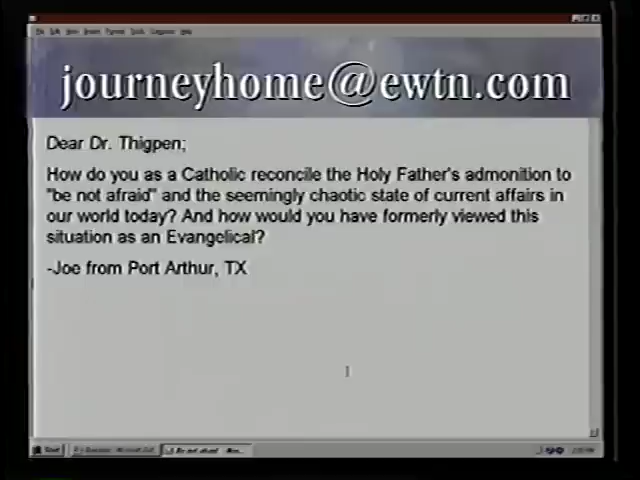 journeyhome@ewtn.com
Dear Dr. Thigpen;
How do you as a Catholic reconcile the Holy Father's admonition to
"be not afraid" and the seemingly chaotic state of current affairs in
our world today? And how would you have formerly viewed this
situation as an Evangelical?
-Joe from Port Arthur, TX
Start